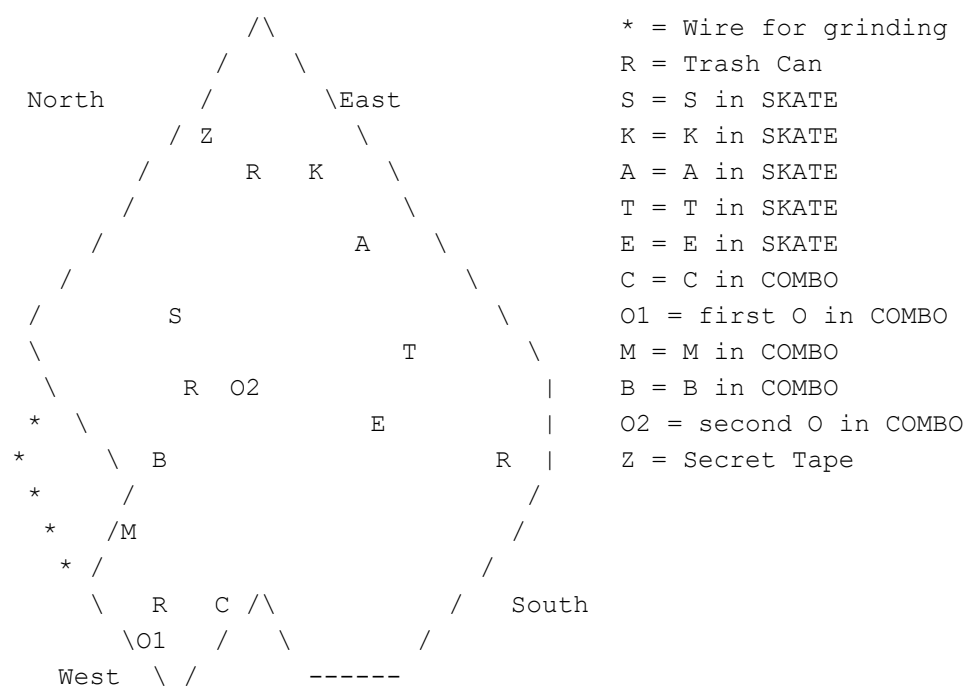 /\                       * = Wire for grinding
              /    \                     R = Trash Can
 North       /       \East               S = S in SKATE
           / Z         \                 K = K in SKATE
         /      R   K    \               A = A in SKATE
        /                 \              T = T in SKATE
      /                A    \            E = E in SKATE
    /                         \          C = C in COMBO
  /        S                    \        O1 = first O in COMBO
  \                       T       \      M = M in COMBO
   \        R  O2                  |     B = B in COMBO
  *  \                  E          |     O2 = second O in COMBO
 *     \  B                     R  |     Z = Secret Tape
  *     /                         /
   *   /M                        /
    * /                        /
      \   R   C /\           /   South
        \O1   /   \        /
   West   \ /       ------